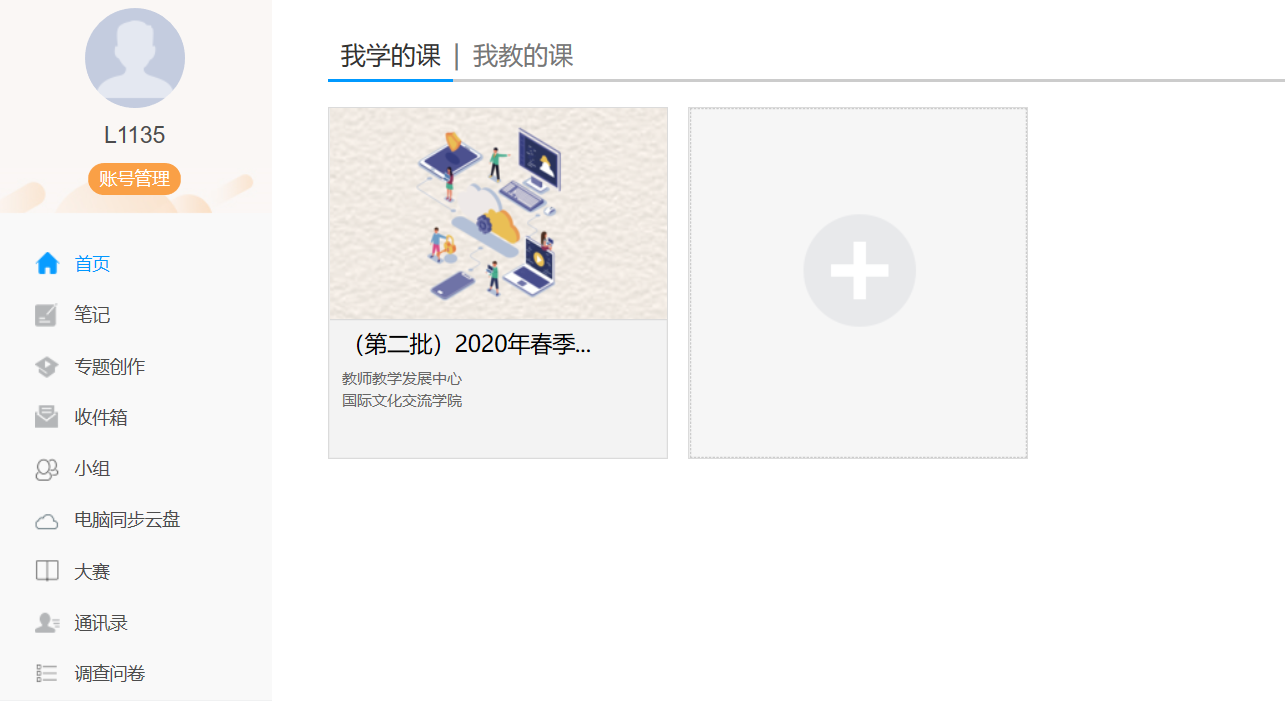 L1135
账号管理
首页
笔记
专题创作
收件箱
小组
电脑同步云盘
大赛
通讯录
调查问卷
我学的课 | 我教的课
（第二批）2020年春季...
教师教学发展中心
国际文化交流学院